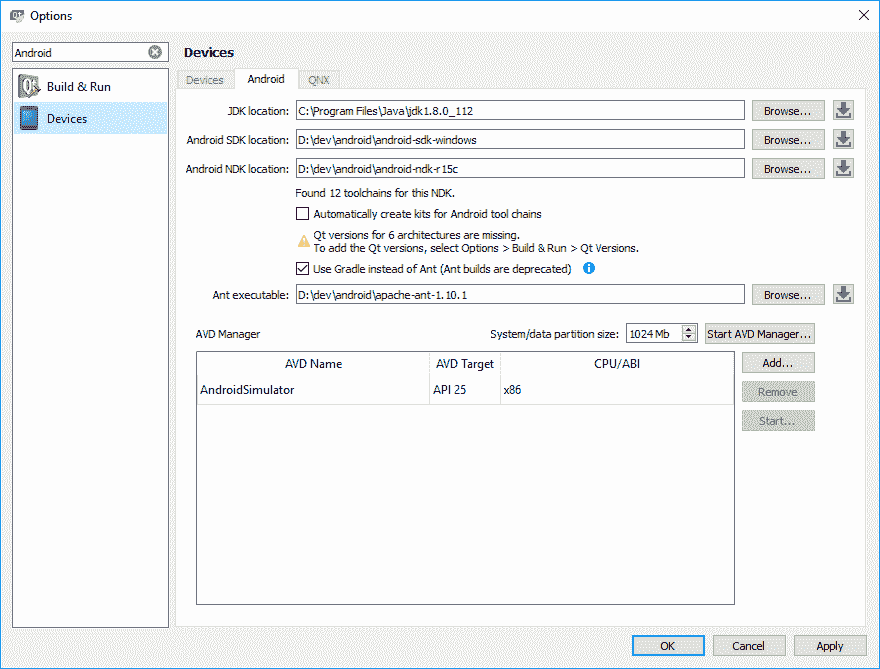 Options
Android
Build & Run
Devices
Devices
Devices
Android
QNX
JDK location:
C:\Program Files\Java\jdk1.8.0_112
Browse...
Android SDK location:
D:\dev\android\android-sdk-windows
Browse...
Android NDK location:
D:\dev\android\android-ndk-r15c
Browse...
Found 12 toolchains for this NDK.
Automatically create kits for Android tool chains
Qt versions for 6 architectures are missing.
To add the Qt versions, select Options > Build & Run > Qt Versions.
Use Gradle instead of Ant (Ant builds are deprecated)
Ant executable:
D:\dev\android\apache-ant-1.10.1
Browse...
AVD Manager
System/data partition size:
1024 Mb
Start AVD Manager...
AVD Name
AVD Target
CPU/ABI
Add...
AndroidSimulator
API 25
x86
Remove
Start...
OK
Cancel
Apply